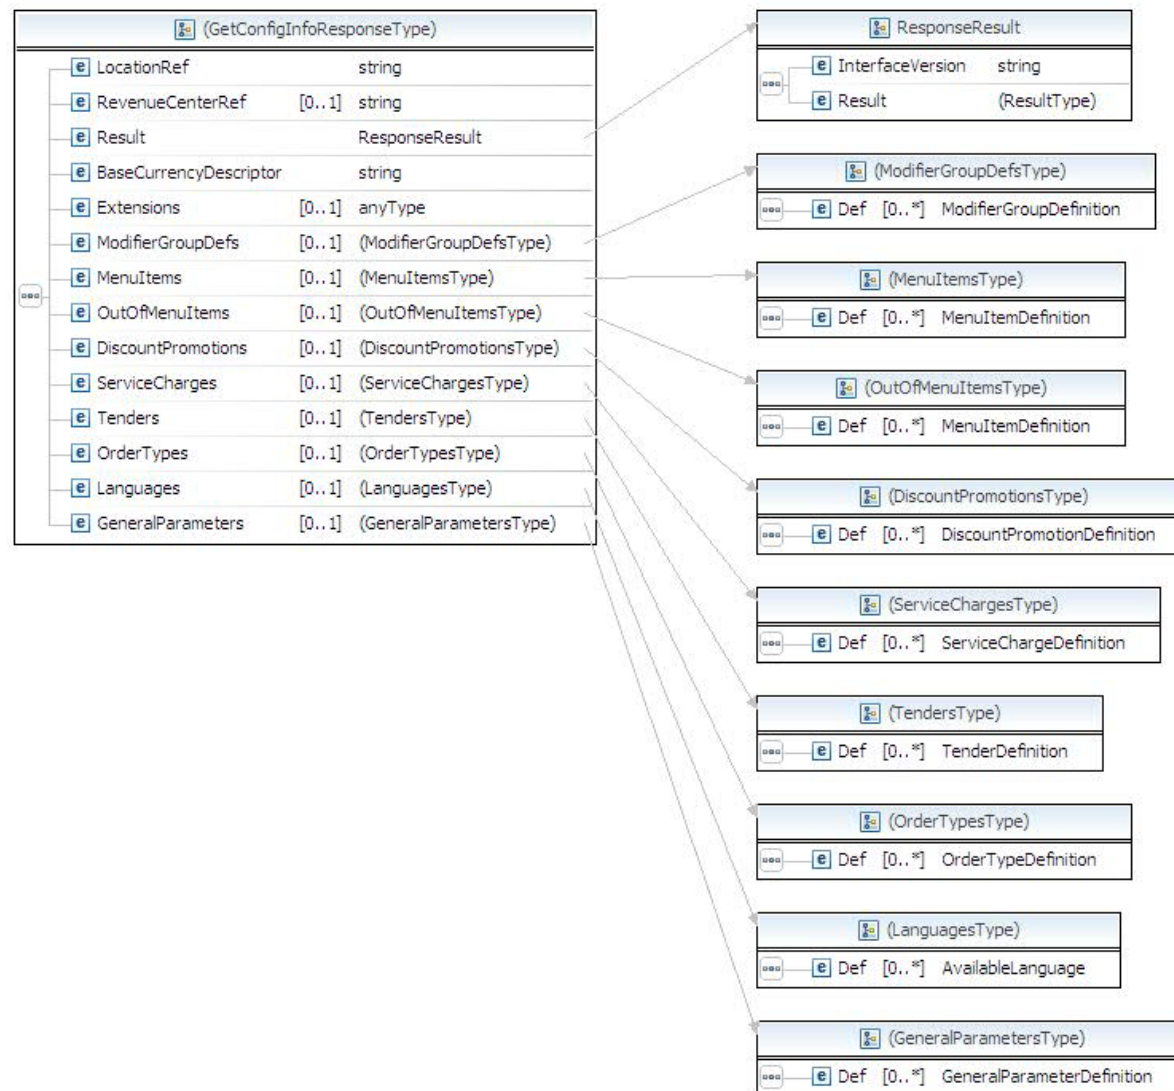 (GetConfigInfoResponseType)
e LocationRef string
e RevenueCenterRef [0..1] string
e Result ResponseResult
e BaseCurrencyDescriptor string
e Extensions [0..1] anyType
e ModifierGroupDefs [0..1] (ModifierGroupDefsType)
e MenuItems [0..1] (MenuItemsType)
e OutOfMenuItems [0..1] (OutOfMenuItemsType)
e DiscountPromotions [0..1] (DiscountPromotionsType)
e ServiceCharges [0..1] (ServiceChargesType)
e Tenders [0..1] (TendersType)
e OrderTypes [0..1] (OrderTypesType)
e Languages [0..1] (LanguagesType)
e GeneralParameters [0..1] (GeneralParametersType)
ResponseResult
e InterfaceVersion string
e Result (ResultType)
(ModifierGroupDefsType)
e Def [0..*] ModifierGroupDefinition
(MenuItemsType)
e Def [0..*] MenuItemDefinition
(OutOfMenuItemsType)
e Def [0..*] MenuItemDefinition
(DiscountPromotionsType)
e Def [0..*] DiscountPromotionDefinition
(ServiceChargesType)
e Def [0..*] ServiceChargeDefinition
(TendersType)
e Def [0..*] TenderDefinition
(OrderTypesType)
e Def [0..*] OrderTypeDefinition
(LanguagesType)
e Def [0..*] AvailableLanguage
(GeneralParametersType)
e Def [0..*] GeneralParameterDefinition